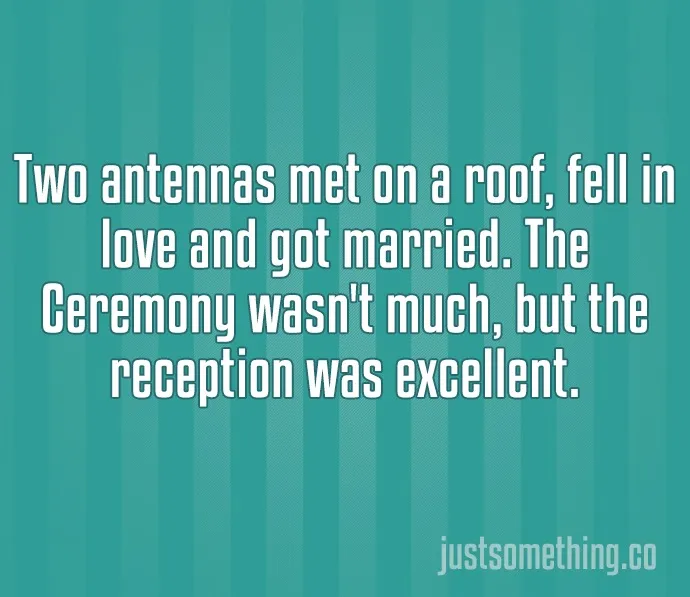 Two antennas met on a roof, fell in
love and got married. The
Ceremony wasn't much, but the
reception was excellent.
justsomething.co